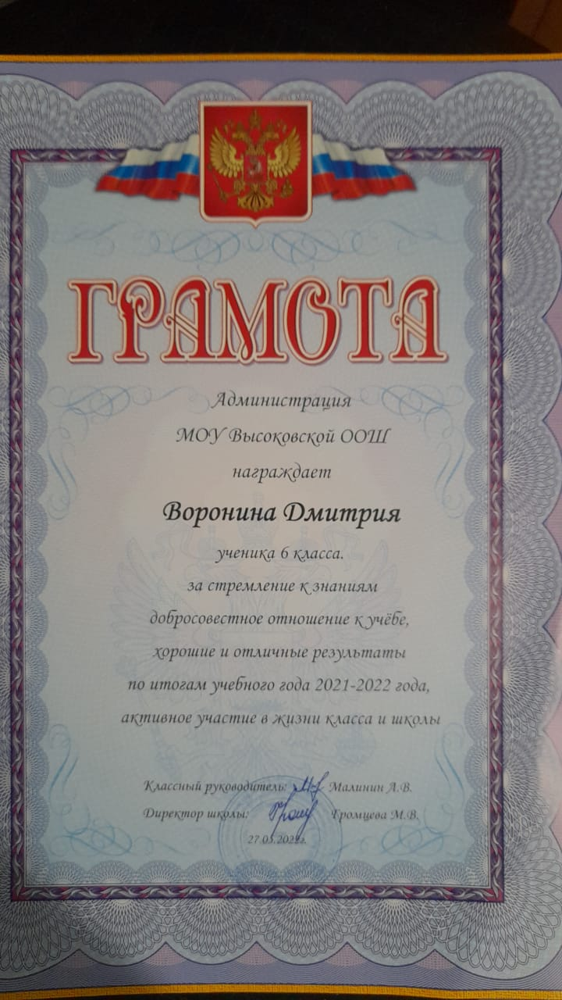 ГРАМОТА
Администрация
МОУ Высоковской ООШ
награждает
Воронина Дмитрия
ученика 6 класса.
за стремление к знаниям
добросовестное отношение к учёбе,
хорошие и отличные результаты
по итогам учебного года 2021-2022 года,
активное участие в жизни класса и школы
Классный руководитель: Малинин А.В.
Директор школы: Громцева М.В.
27.05.2022г.